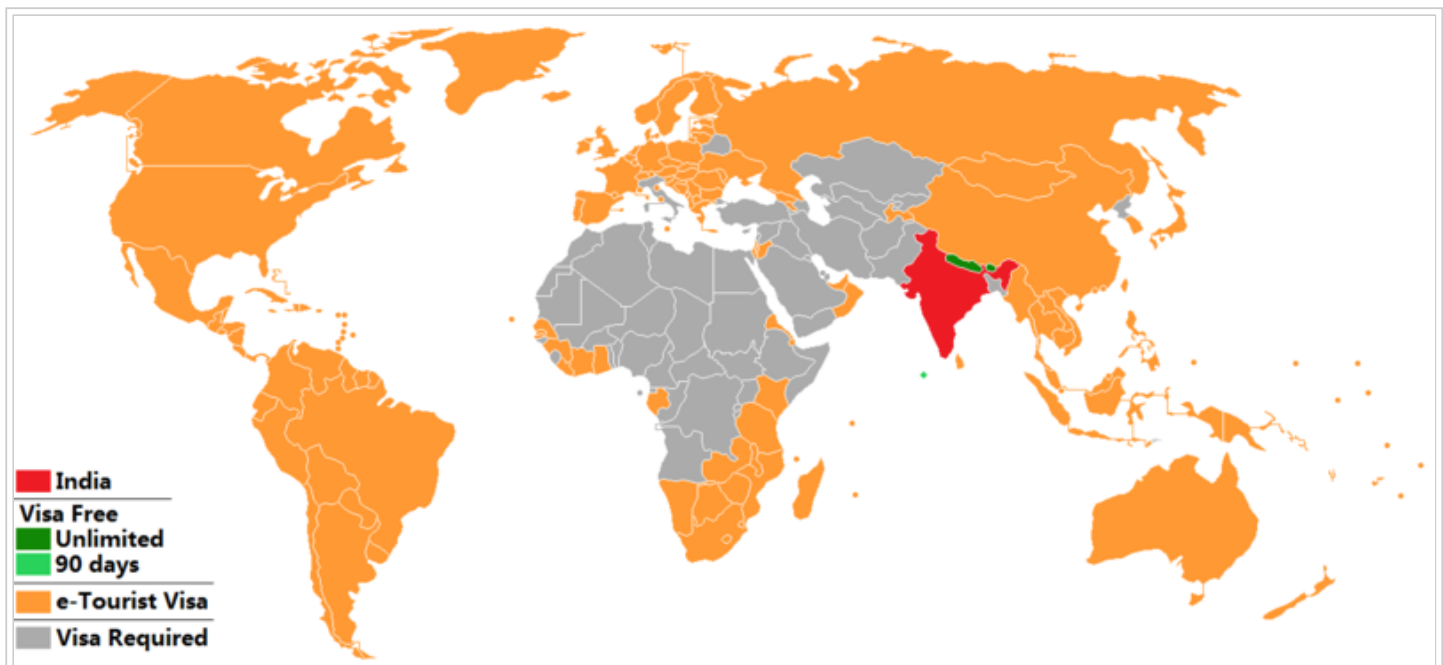 India
Visa Free
Unlimited
90 days
e-Tourist Visa
Visa Required